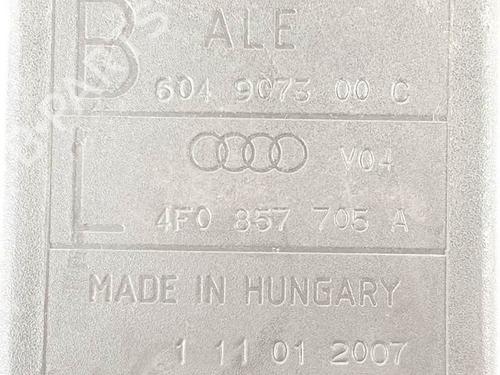 B ALE
604 9073 00 C
V04
L 4F0 857 705 A
MADE IN HUNGARY
1 11 01 2007